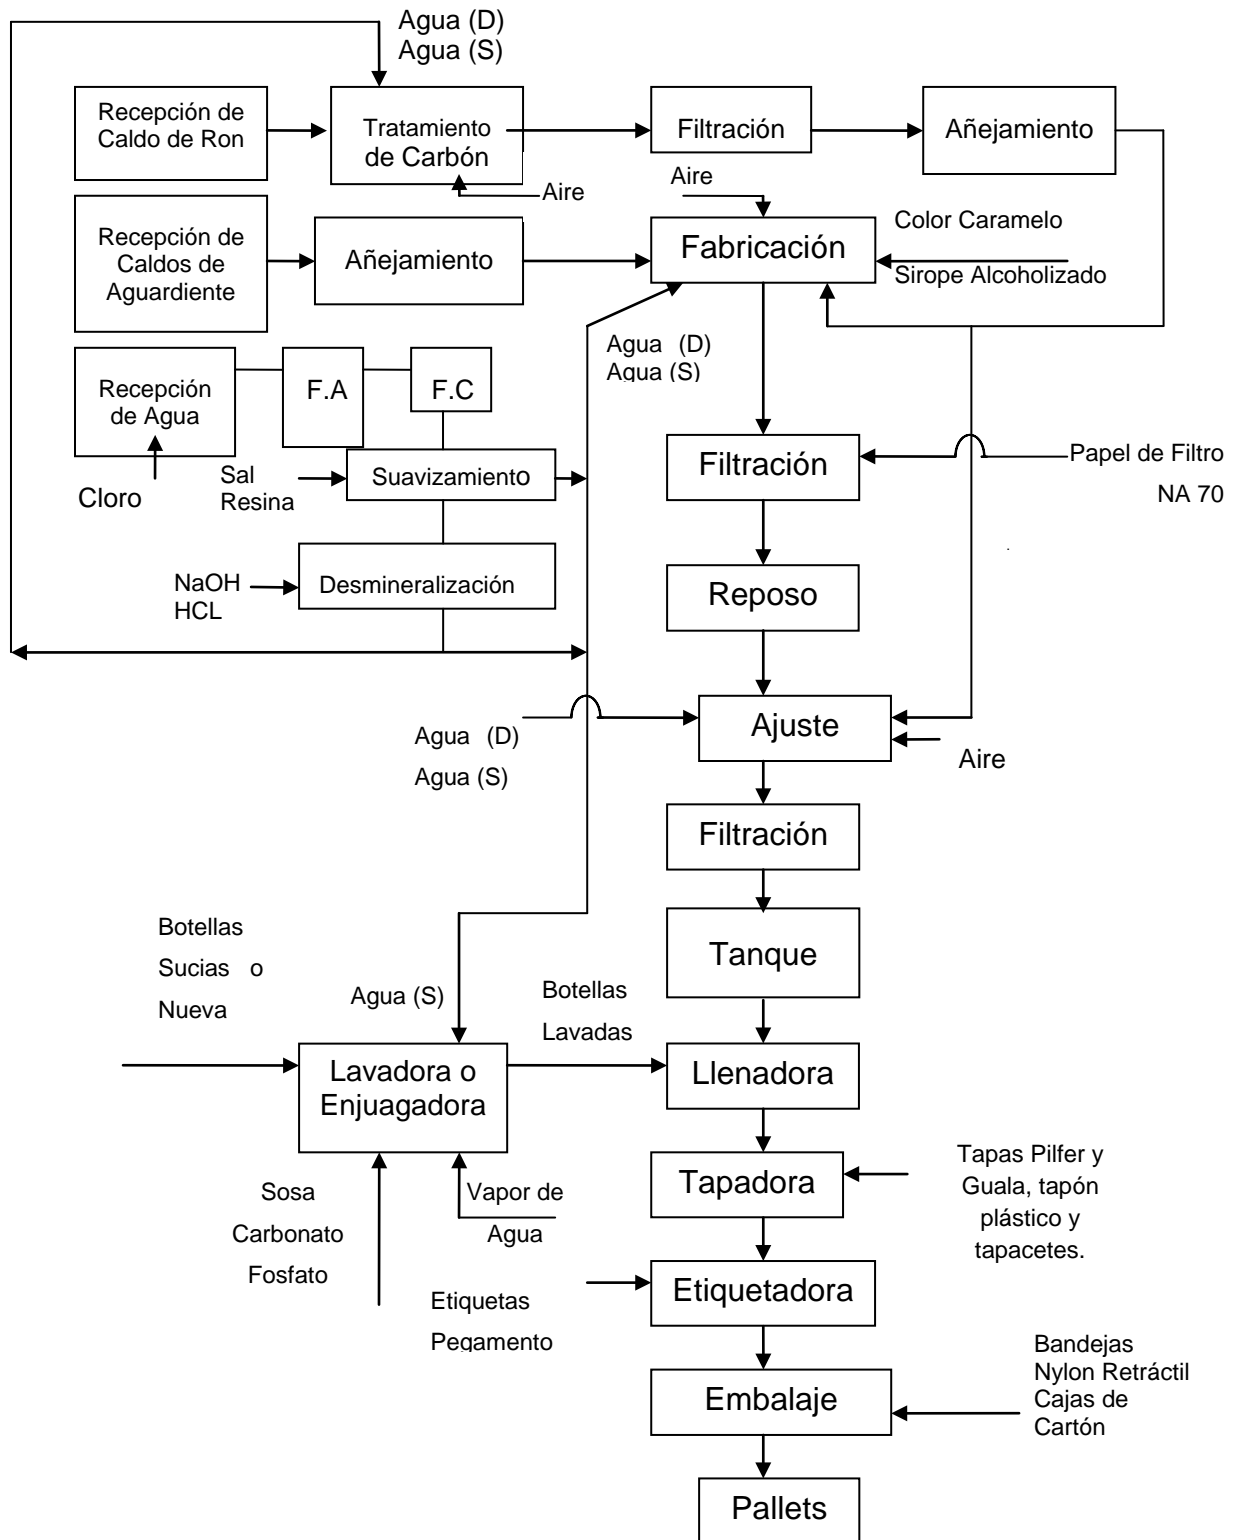 Agua (D)
Agua (S)
Recepción de
Caldo de Ron
Tratamiento
de Carbón
Filtración
Añejamiento
Aire
Aire
Recepción de
Caldos de
Aguardiente
Añejamiento
Fabricación
Color Caramelo
Sirope Alcoholizado
Agua (D)
Agua (S)
Recepción
de Agua
F.A
F.C
Cloro
Sal
Resina
Suavizamiento
Filtración
Papel de Filtro
NA 70
NaOH
HCL
Desmineralización
Reposo
Agua (D)
Agua (S)
Ajuste
Aire
Filtración
Botellas
Sucias o
Nueva
Agua (S)
Botellas
Lavadas
Tanque
Lavadora o
Enjuagadora
Llenadora
Sosa
Carbonato
Fosfato
Vapor de
Agua
Tapadora
Tapas Pilfer y
Guala, tapón
plástico y
tapacetes.
Etiquetas
Pegamento
Etiquetadora
Embalaje
Bandejas
Nylon Retráctil
Cajas de
Cartón
Pallets